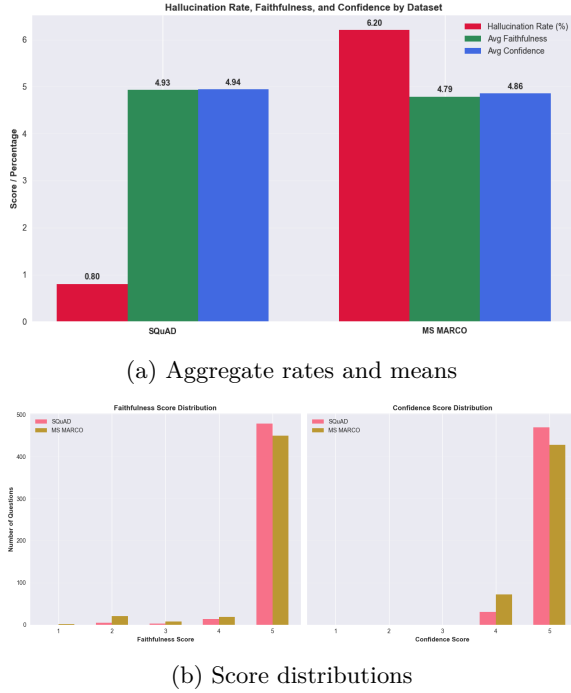 Hallucination Rate, Faithfulness, and Confidence by Dataset
Hallucination Rate (%)
Avg Faithfulness
Avg Confidence
Score / Percentage
6
5
4
3
2
1
0
0.80
4.93
4.94
6.20
4.79
4.86
SQuAD
MS MARCO
(a) Aggregate rates and means
Faithfulness Score Distribution
SQuAD
MS MARCO
Number of Questions
500
400
300
200
100
0
1
2
3
4
5
Faithfulness Score
Confidence Score Distribution
SQuAD
MS MARCO
1
2
3
4
5
Confidence Score
(b) Score distributions